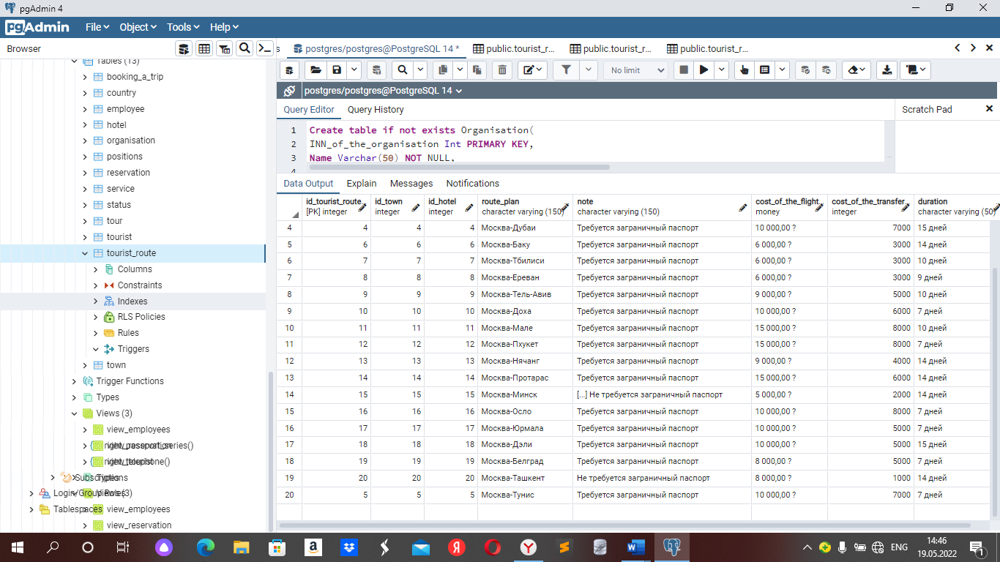 pgAdmin 4
pgAdmin File Object Tools Help
Browser
s postgres/postgres@PostgreSQL 14 * public.tourist_r... public.tourist_r... public.tourist_r...
No limit
postgres/postgres@PostgreSQL 14
Query Editor Query History Scratch Pad
1 Create table if not exists Organisation(
2 INN_of_the_organisation Int PRIMARY KEY,
3 Name Varchar(50) NOT NULL,
4
Tables (13)
booking_a_trip
country
employee
hotel
organisation
positions
reservation
service
status
tour
tourist
tourist_route
Columns
Constraints
Indexes
RLS Policies
Rules
Triggers
town
Trigger Functions
Types
Views (3)
view_employees
view_reservation
view_tourist
Subscriptions
Types
Login/Group Roles
Views (3)
Tablespaces
view_employees
view_reservation
Data Output Explain Messages Notifications
id_tourist_route id_town id_hotel route_plan note cost_of_the_flight cost_of_the_transfer duration
[PK] integer integer integer character varying (150) character varying (150) money integer character varying (50)
4 4 4 4 Москва-Дубаи Требуется заграничный паспорт 10 000,00 ? 7000 15 дней
5 6 6 6 Москва-Баку Требуется заграничный паспорт 6 000,00 ? 3000 14 дней
6 7 7 7 Москва-Тбилиси Требуется заграничный паспорт 6 000,00 ? 3000 10 дней
7 8 8 8 Москва-Ереван Требуется заграничный паспорт 6 000,00 ? 3000 9 дней
8 9 9 9 Москва-Тель-Авив Требуется заграничный паспорт 9 000,00 ? 5000 10 дней
9 10 10 10 Москва-Доха Требуется заграничный паспорт 10 000,00 ? 6000 7 дней
10 11 11 11 Москва-Мале Требуется заграничный паспорт 15 000,00 ? 8000 10 дней
11 12 12 12 Москва-Пхукет Требуется заграничный паспорт 15 000,00 ? 8000 7 дней
12 13 13 13 Москва-Нячанг Требуется заграничный паспорт 9 000,00 ? 4000 14 дней
13 14 14 14 Москва-Протарас Требуется заграничный паспорт 15 000,00 ? 6000 14 дней
14 15 15 15 Москва-Минск [...] Не требуется заграничный паспорт 5 000,00 ? 2000 14 дней
15 16 16 16 Москва-Осло Требуется заграничный паспорт 10 000,00 ? 8000 7 дней
16 17 17 17 Москва-Юрмала Требуется заграничный паспорт 10 000,00 ? 5000 7 дней
17 18 18 18 Москва-Дэли Требуется заграничный паспорт 10 000,00 ? 5000 15 дней
18 19 19 19 Москва-Белград Требуется заграничный паспорт 8 000,00 ? 5000 7 дней
19 20 20 20 Москва-Ташкент Не требуется заграничный паспорт 8 000,00 ? 1000 14 дней
20 5 5 5 Москва-Тунис Требуется заграничный паспорт 10 000,00 ? 7000 7 дней
ENG
14:46
19.05.2022
1